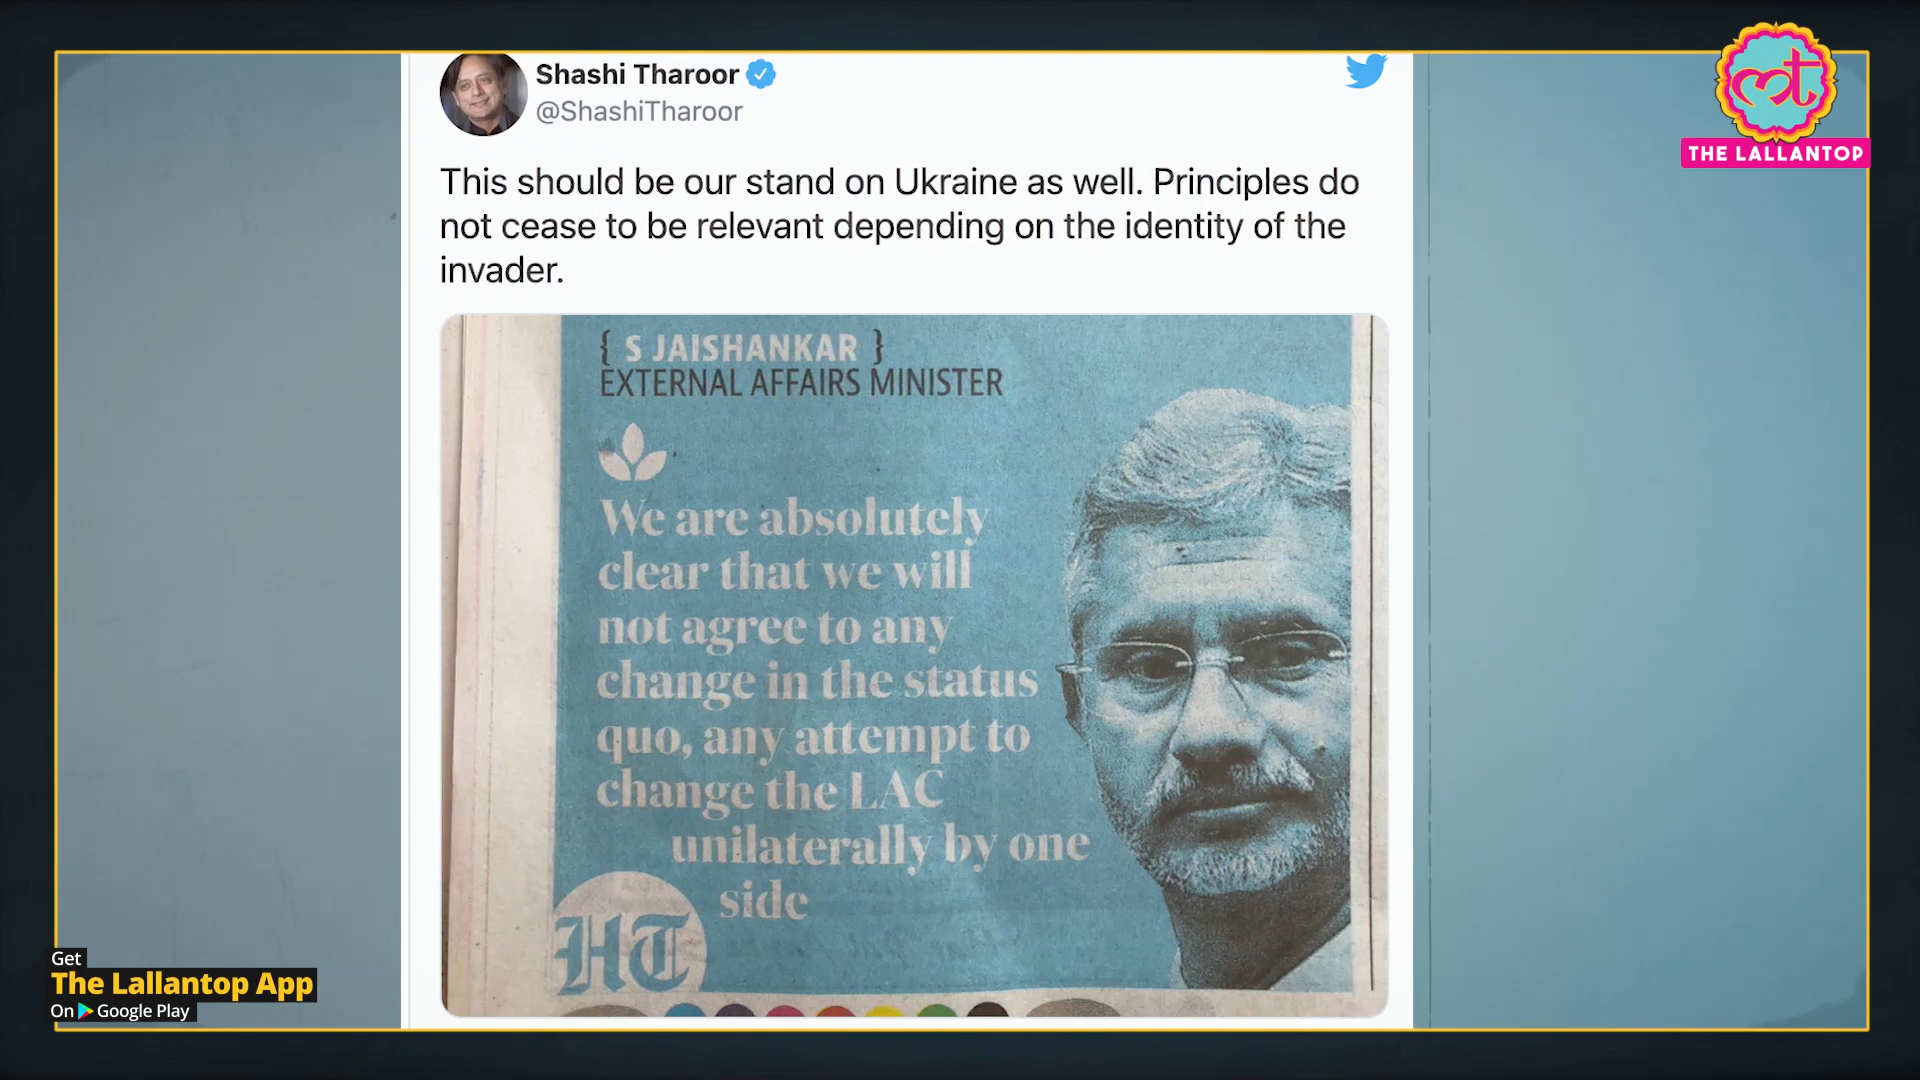 Shashi Tharoor
@ShashiTharoor
This should be our stand on Ukraine as well. Principles do
not cease to be relevant depending on the identity of the
invader.
{ S JAISHANKAR }
EXTERNAL AFFAIRS MINISTER
We are absolutely
clear that we will
not agree to any
change in the status
quo, any attempt to
change the LAC
unilaterally by one
side
HT
लT
THE LALLANTOP
Get
The Lallantop App
On Google Play